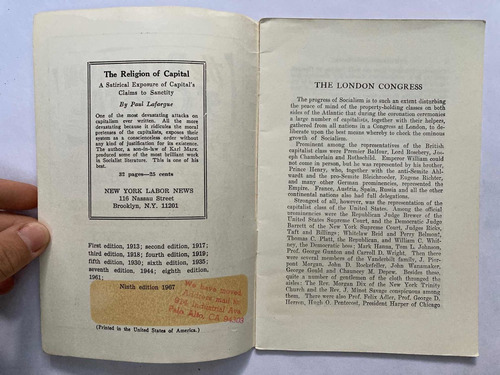 The Religion of Capital
A Satirical Exposure of Capital's
Claims to Sanctity
By Paul Lafargue
One of the most devastating attacks on
capitalism ever written. All the more
devastating because it ridicules the moral
pretenses of the capitalists, exposes their
system as a conscienceless order without
any kind of justification for its existence.
The author, a son-in-law of Karl Marx,
produced some of the most brilliant work
in Socialist literature. This is one of his
best.
32 pages—25 cents
NEW YORK LABOR NEWS
116 Nassau Street
Brooklyn, N.Y. 11201
First edition, 1913; second edition, 1917;
third edition, 1918; fourth edition, 1919;
fifth edition, 1930; sixth edition, 1935;
seventh edition, 1944; eighth edition,
1961;
Ninth edition 1967
We have moved
Address mail to
914 Industrial Ave.
Palo Alto, CA 94303
(Printed in the United States of America.)
THE LONDON CONGRESS
The progress of Socialism is to such an extent disturbing
the peace of mind of the property-holding classes on both
sides of the Atlantic that during the coronation ceremonies
a large number of capitalists, together with their helpers,
gathered from all nations in a Congress at London, to de-
liberate upon the best means whereby to check the ominous
growth of Socialism.
Prominent among the representatives of the British
capitalist class were Premier Balfour, Lord Rosebery, Jo-
seph Chamberlain and Rothschild. Emperor William could
not come in person, but he was represented by his brother,
Prince Henry, who, together with the anti-Semite Ahl-
wardt and the pro-Semite Bleichroeder, Eugene Richter,
and many other German prominencies, represented the
Empire. France, Austria, Spain, Russia and all the other
continental nations also had full delegations.
Strongest of all, however, was the representation of the
capitalist class of the United States. Among the official
prominencies were the Republican Judge Brewer of the
United States Supreme Court, and the Democratic Judge
Barrett of the New York Supreme Court, Judges Ricks,
Taft and Billings; Whitelaw Reid and Perry Belmont,
Thomas C. Platt, the Republican, and William C. Whit-
ney, the Democratic boss; Mark Hanna, Tom L. Johnson,
Prof. George Gunton and Carroll D. Wright. Then there
were several members of the Vanderbilt family, J. Pier-
pont Morgan, John D. Rockefeller, John Wanamaker,
George Gould and Chauncey M. Depew. Besides these,
quite a number of gentlemen of the cloth thronged the
aisles: The Rev. Morgan Dix of the New York Trinity
Church and the Rev. J. Minot Savage conspicuous among
them. There were also Prof. Felix Adler, Prof. George D.
Herron, Hugh O. Pentecost, President Harper of Chicago